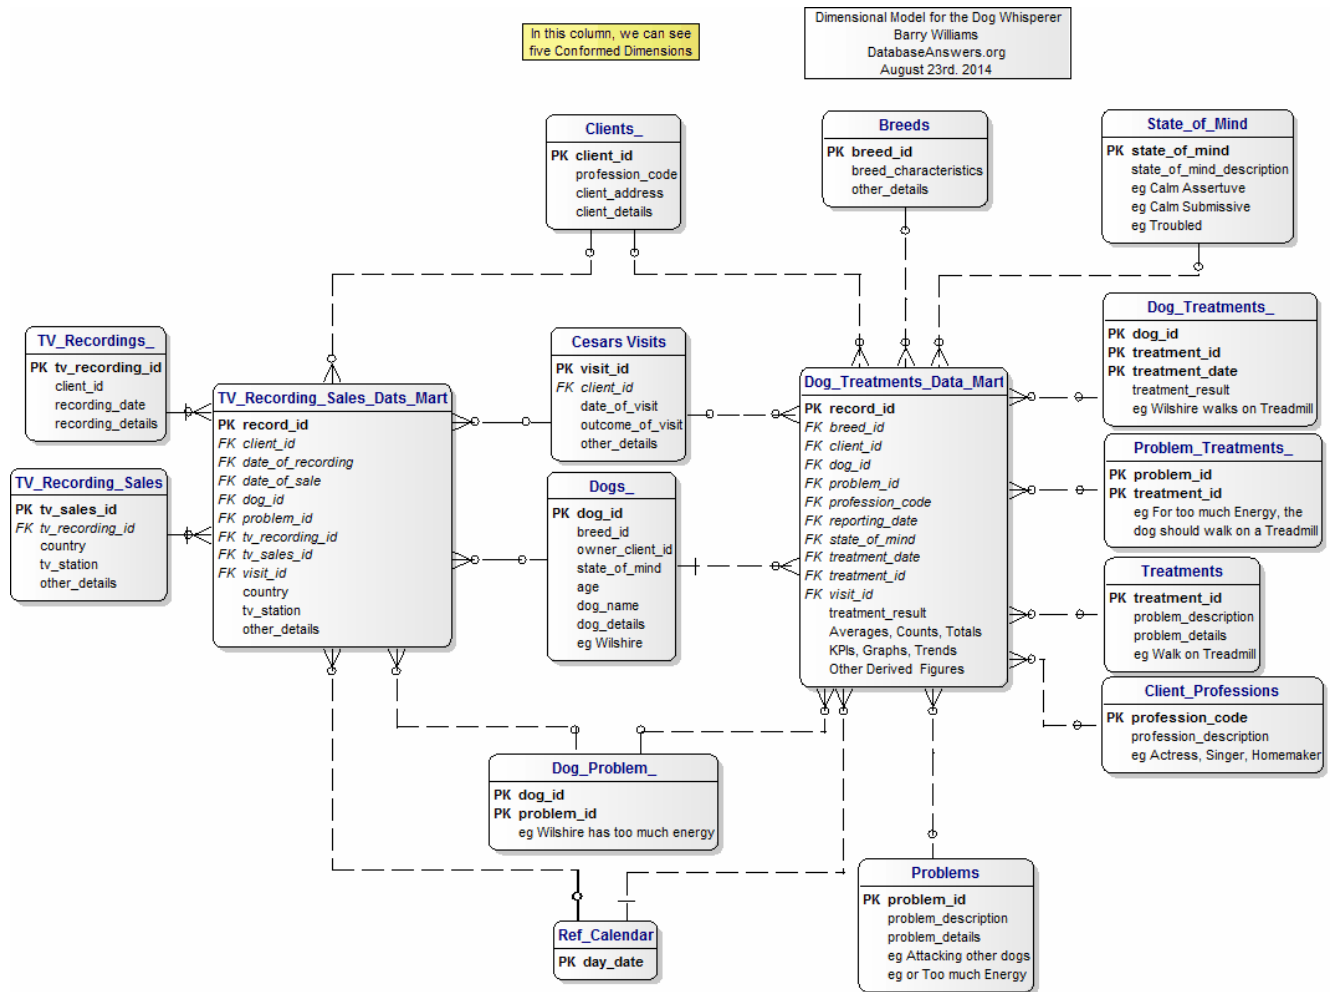 In this column, we can see
five Conformed Dimensions
Dimensional Model for the Dog Whisperer
Barry Williams
DatabaseAnswers.org
August 23rd. 2014
Clients_
PK client_id
profession_code
client_address
client_details
Breeds
PK breed_id
breed_characteristics
other_details
State_of_Mind
PK state_of_mind
state_of_mind_description
eg Calm Assertuve
eg Calm Submissive
eg Troubled
TV_Recordings_
PK tv_recording_id
client_id
recording_date
recording_details
TV_Recording_Sales
PK tv_sales_id
FK tv_recording_id
country
tv_station
other_details
TV_Recording_Sales_Dats_Mart
PK record_id
FK client_id
FK date_of_recording
FK date_of_sale
FK dog_id
FK problem_id
FK tv_recording_id
FK tv_sales_id
FK visit_id
country
tv_station
other_details
Cesars Visits
PK visit_id
FK client_id
date_of_visit
outcome_of_visit
other_details
Dogs_
PK dog_id
breed_id
owner_client_id
state_of_mind
age
dog_name
dog_details
eg Wilshire
Dog_Treatments_Data_Mart
PK record_id
FK breed_id
FK client_id
FK dog_id
FK problem_id
FK profession_code
FK reporting_date
FK state_of_mind
FK treatment_date
FK treatment_id
FK visit_id
treatment_result
Averages, Counts, Totals
KPIs, Graphs, Trends
Other Derived Figures
Dog_Treatments_
PK dog_id
PK treatment_id
PK treatment_date
treatment_result
eg Wilshire walks on Treadmill
Problem_Treatments_
PK problem_id
PK treatment_id
eg For too much Energy, the
dog should walk on a Treadmill
Treatments
PK treatment_id
problem_description
problem_details
eg Walk on Treadmill
Client_Professions
PK profession_code
profession_description
eg Actress, Singer, Homemaker
Dog_Problem_
PK dog_id
PK problem_id
eg Wilshire has too much energy
Problems
PK problem_id
problem_description
problem_details
eg Attacking other dogs
eg or Too much Energy
Ref_Calendar
PK day_date